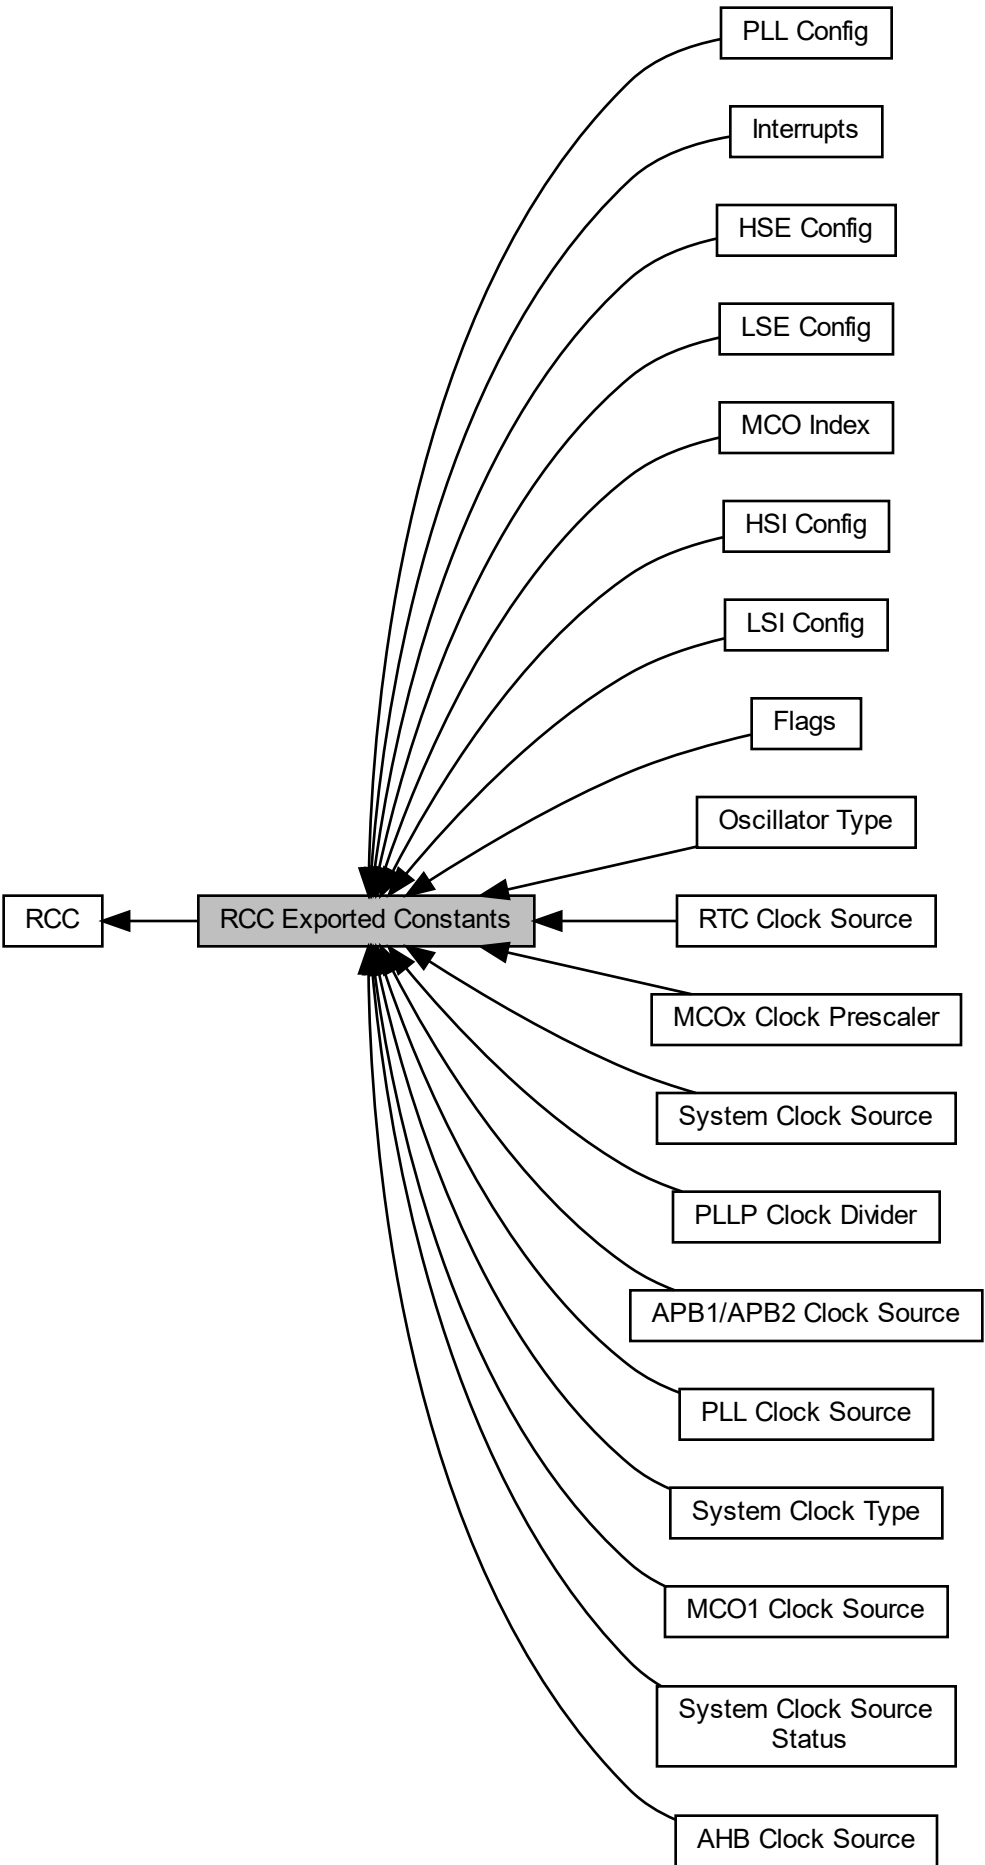 PLL Config
Interrupts
HSE Config
LSE Config
MCO Index
HSI Config
LSI Config
Flags
Oscillator Type
RCC
RCC Exported Constants
RTC Clock Source
MCOx Clock Prescaler
System Clock Source
PLLP Clock Divider
APB1/APB2 Clock Source
PLL Clock Source
System Clock Type
MCO1 Clock Source
System Clock Source
Status
AHB Clock Source